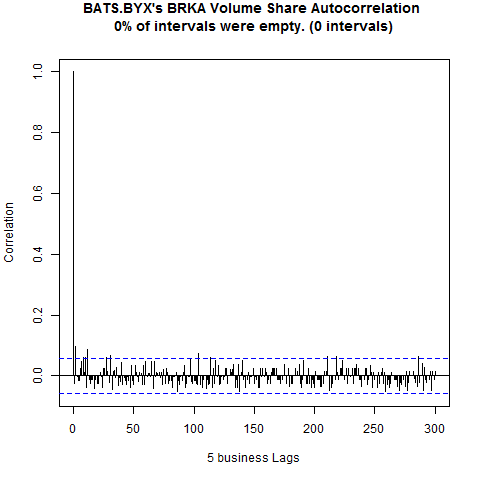 BATS.BYX's BRKA Volume Share Autocorrelation
0% of intervals were empty. (0 intervals)
Correlation
1.0
0.8
0.6
0.4
0.2
0.0
0 50 100 150 200 250 300
5 business Lags